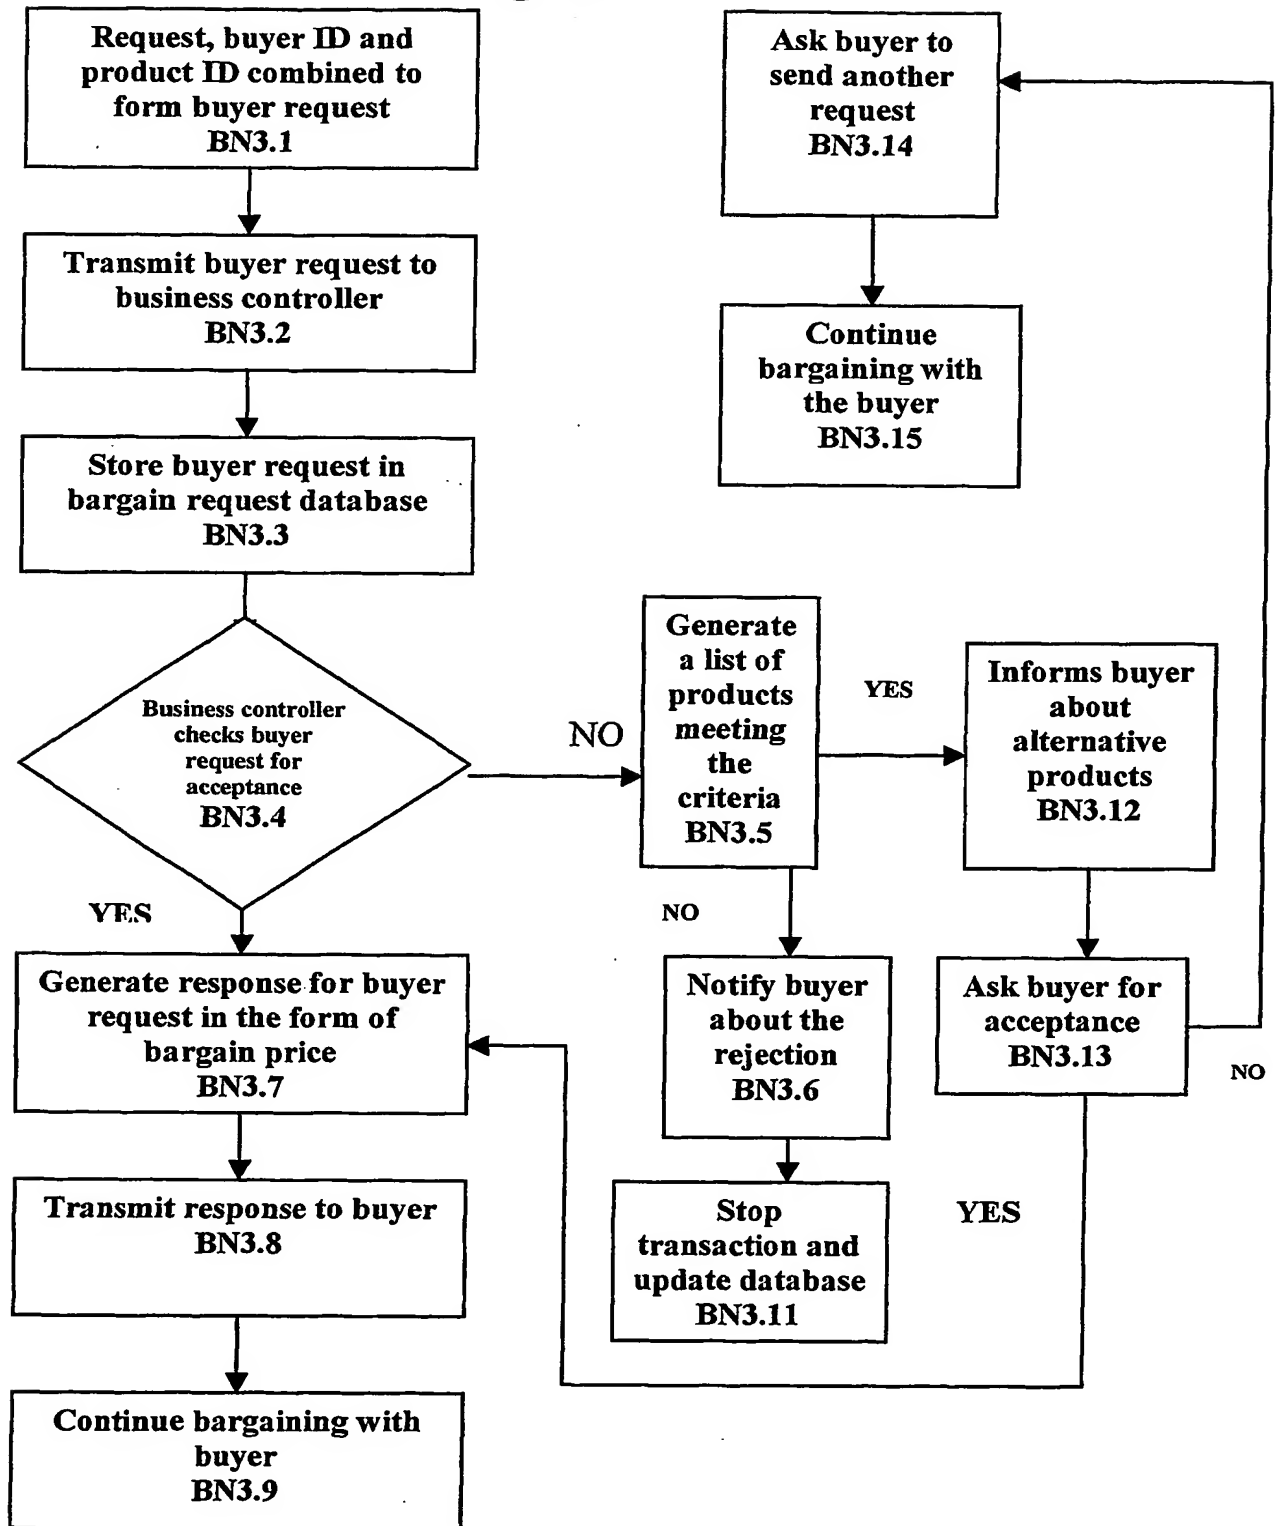 Request, buyer ID and
product ID combined to
form buyer request
BN3.1
Transmit buyer request to
business controller
BN3.2
Store buyer request in
bargain request database
BN3.3
Business controller
checks buyer
request for
acceptance
BN3.4
YES
NO
Generate response for buyer
request in the form of
bargain price
BN3.7
Transmit response to buyer
BN3.8
Continue bargaining with
buyer
BN3.9
Generate
a list of
products
meeting
the
criteria
BN3.5
YES
NO
Notify buyer
about the
rejection
BN3.6
Stop
transaction and
update database
BN3.11
Informs buyer
about
alternative
products
BN3.12
Ask buyer for
acceptance
BN3.13
NO
YES
Ask buyer to
send another
request
BN3.14
Continue
bargaining with
the buyer
BN3.15